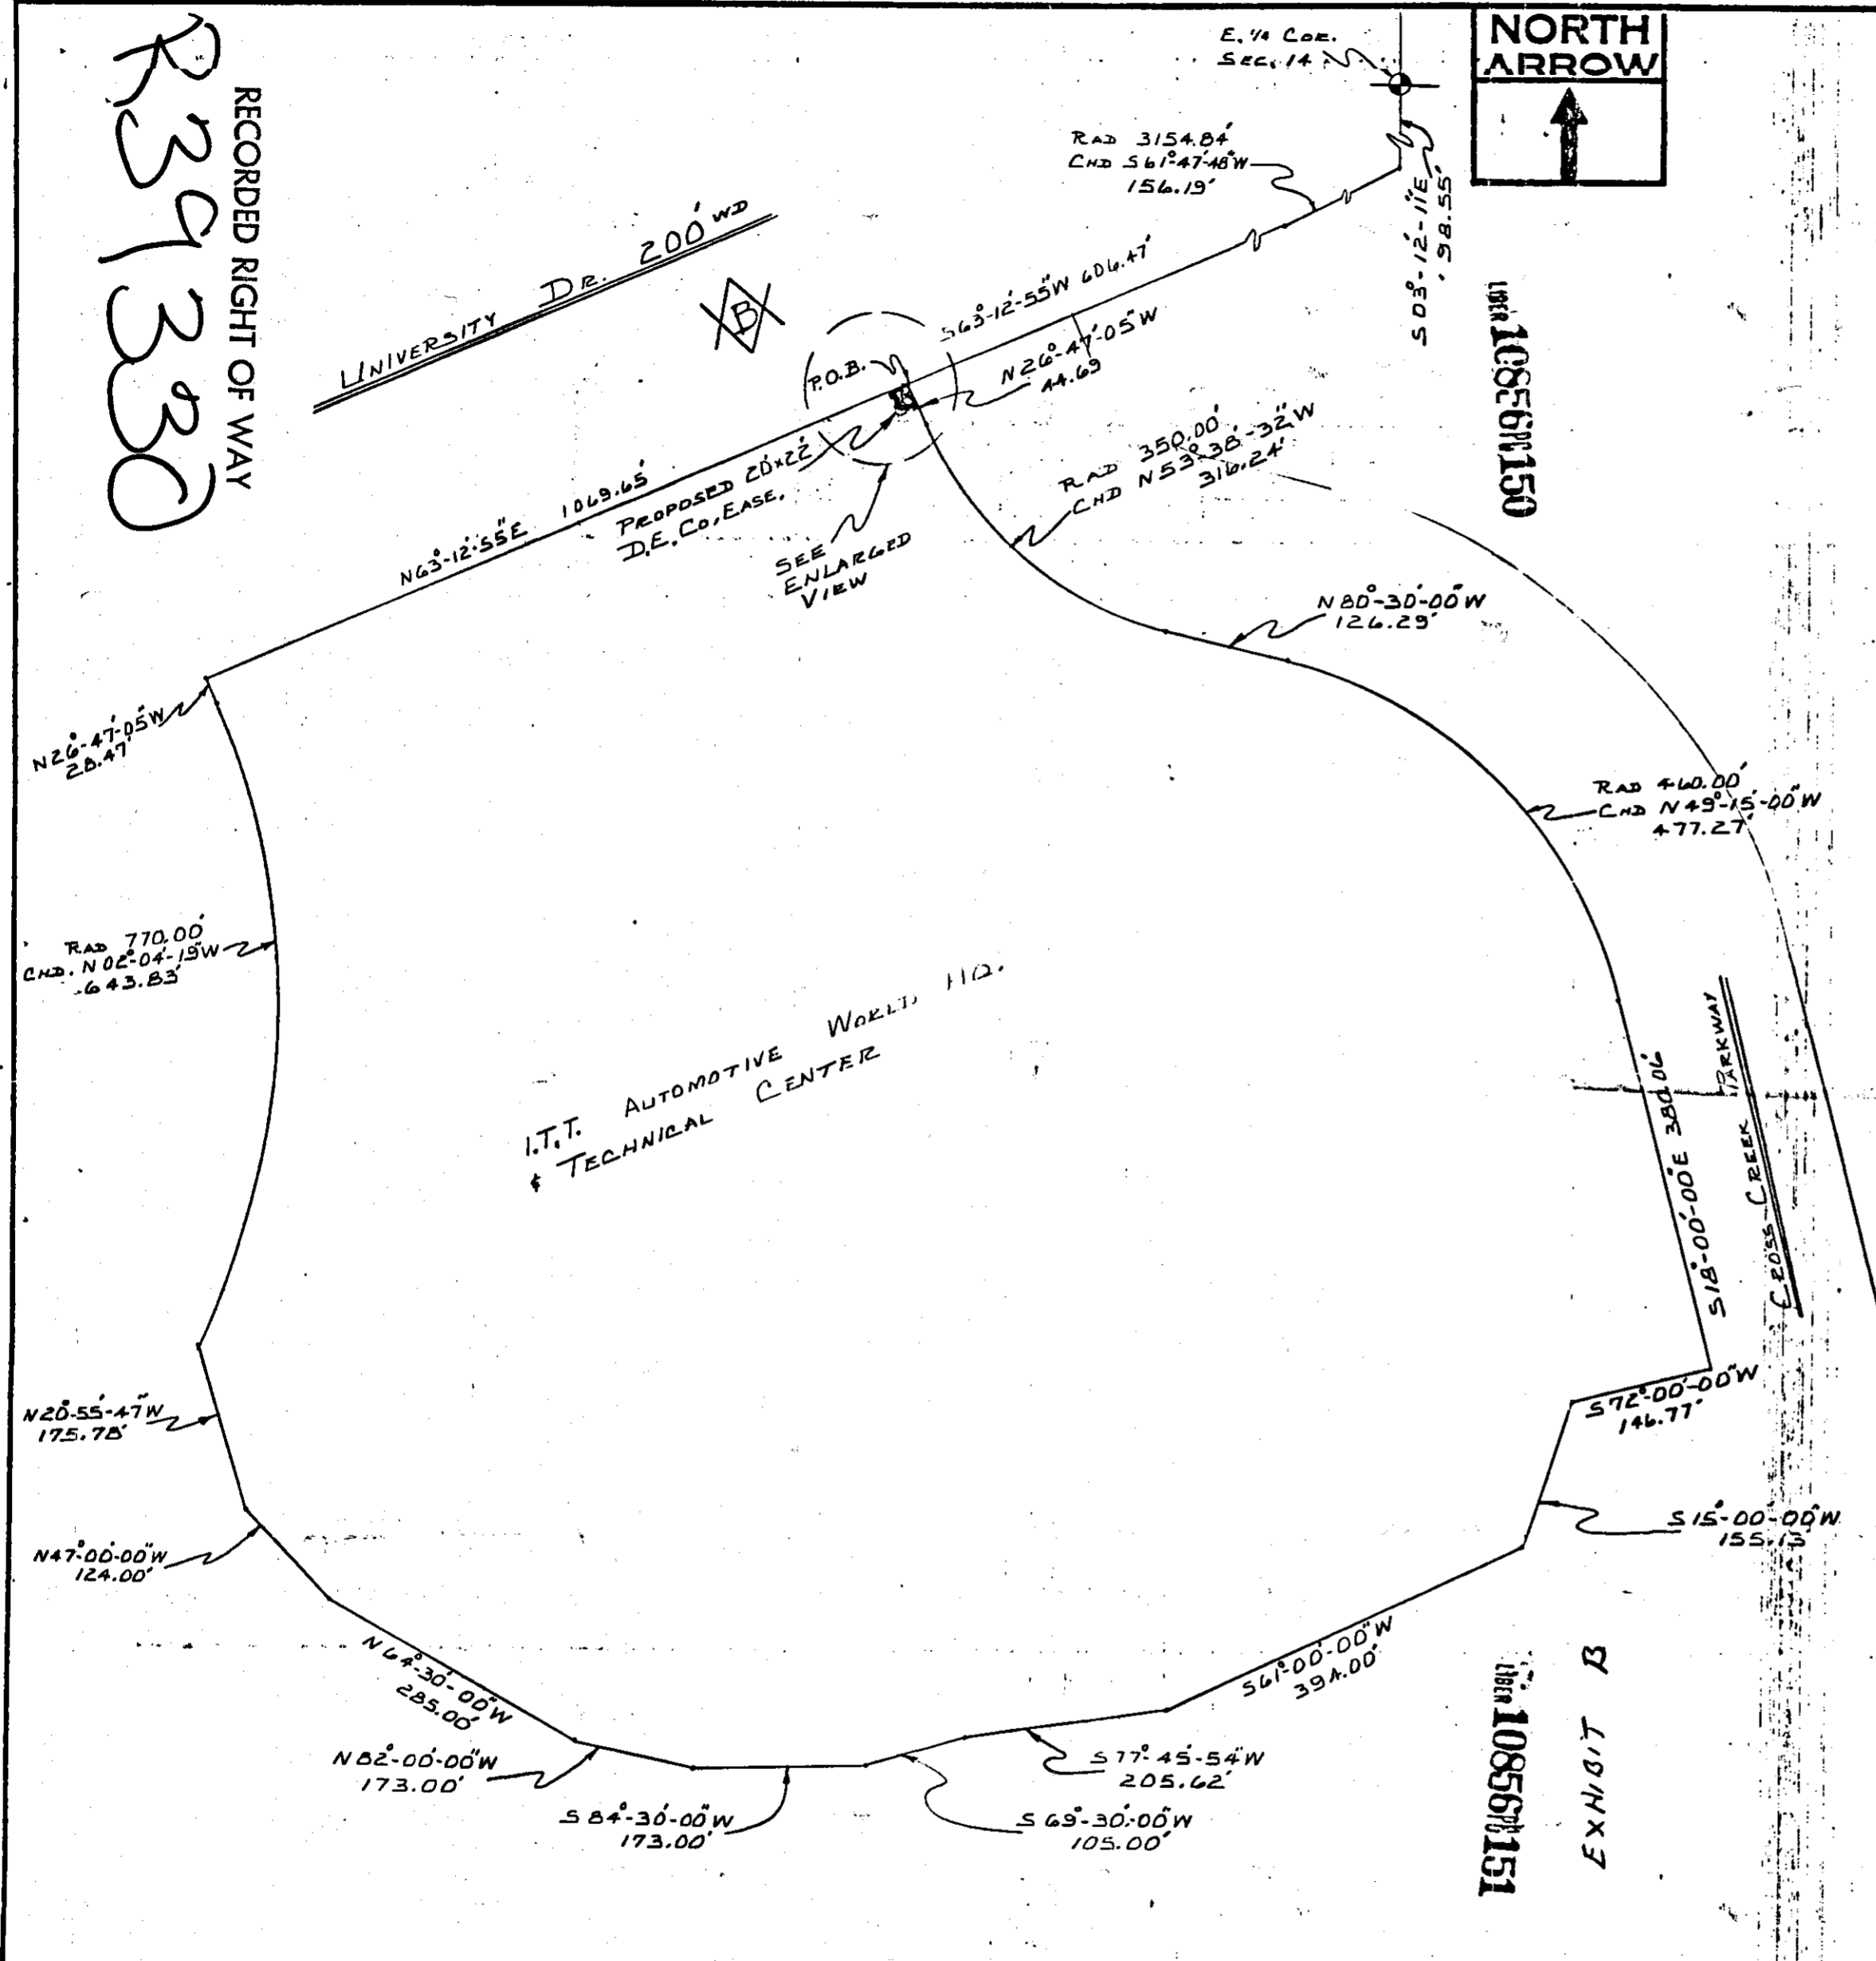 R39330
RECORDED RIGHT OF WAY
E. 1/4 COR.
SEC. 14
NORTH
ARROW
RAD 3154.84'
CHD S61°-47'-48"W
156.19'
S03°-12'-11"E
98.55'
UNIVERSITY DR. 200' WD
B
P.O.B.
S63°-12'-55"W 606.47'
N26°-47'-05"W
44.69
LIBER 10856 150
RAD 350.00'
CHD N53°-38'-32"W
316.24'
N63°-12'-55"E 1069.65'
PROPOSED 20'x22'
D.E. CO. EASE.
SEE
ENLARGED
VIEW
N80°-30'-00"W
126.29'
N26°-47'-05"W
28.47'
RAD 460.00'
CHD N49°-15'-00"W
477.27'
RAD 770.00'
CHD. N02°-04'-19"W
643.83'
I.T.T. AUTOMOTIVE WORLD HQ.
& TECHNICAL CENTER
S18°-00'-00"E 380.06'
CROSS CREEK PARKWAY
S72°-00'-00"W
146.77'
N20°-55'-47"W
175.78'
S15°-00'-00"W
155.13'
N47°-00'-00"W
124.00'
N64°-30'-00"W
285.00'
S61°-00'-00"W
394.00'
N82°-00'-00"W
173.00'
S77°-45'-54"W
205.62'
S84°-30'-00"W
173.00'
S69°-30'-00"W
105.00'
LIBER 10856 151
EXHIBIT B